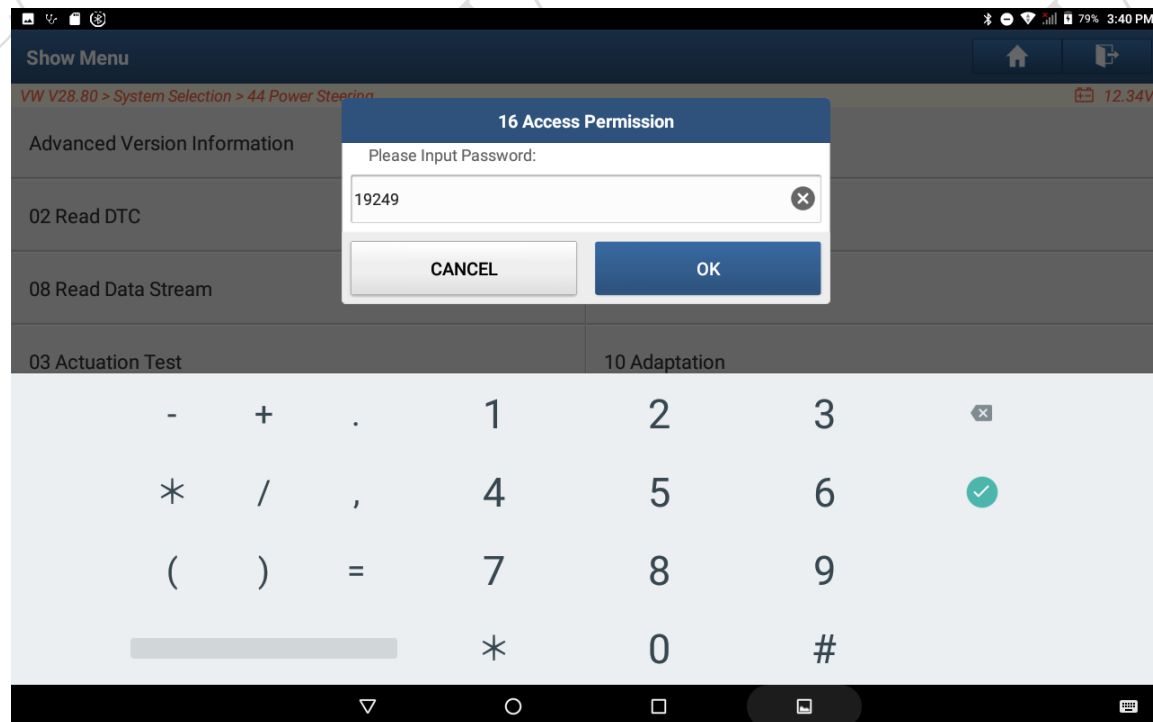 79% 3:40 PM
Show Menu
VW V28.80 > System Selection > 44 Power Steering
12.34V
16 Access Permission
Please Input Password:
19249
CANCEL
OK
Advanced Version Information
02 Read DTC
08 Read Data Stream
03 Actuation Test
10 Adaptation
- + . 1 2 3
* / , 4 5 6
( ) = 7 8 9
* 0 #